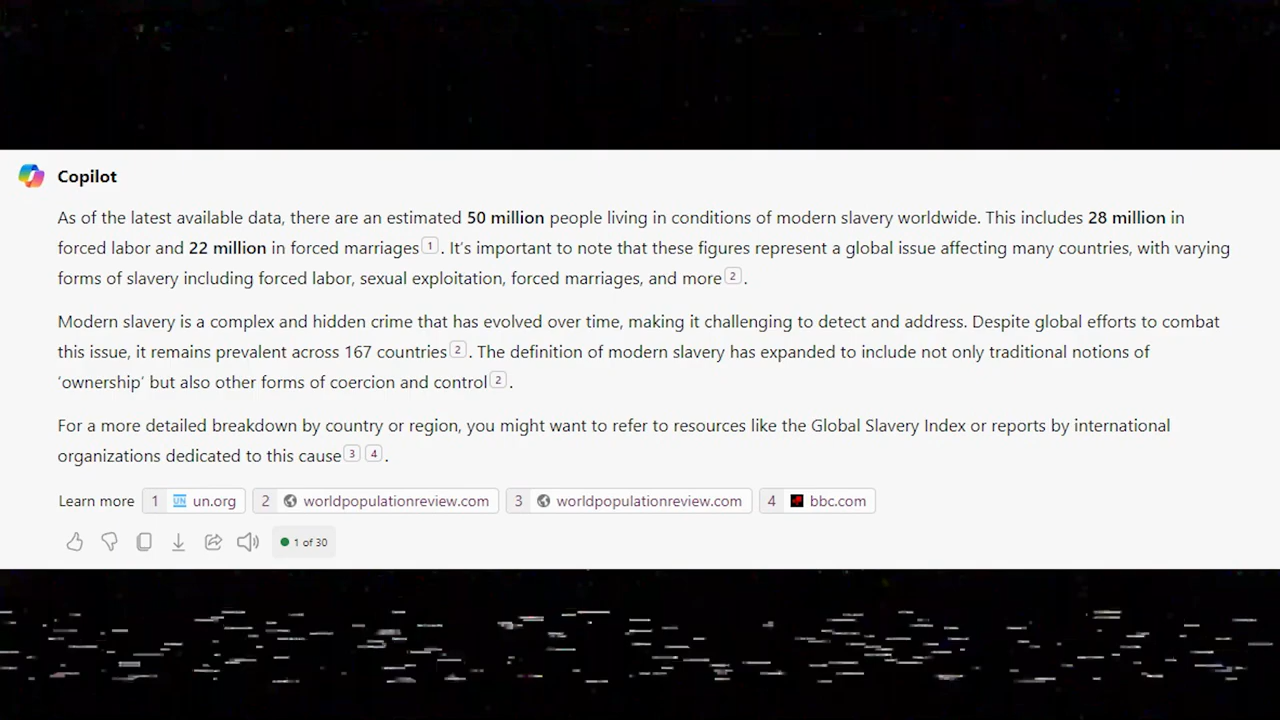 Copilot
As of the latest available data, there are an estimated 50 million people living in conditions of modern slavery worldwide. This includes 28 million in
forced labor and 22 million in forced marriages 1 . It's important to note that these figures represent a global issue affecting many countries, with varying
forms of slavery including forced labor, sexual exploitation, forced marriages, and more 2 .
Modern slavery is a complex and hidden crime that has evolved over time, making it challenging to detect and address. Despite global efforts to combat
this issue, it remains prevalent across 167 countries 2 . The definition of modern slavery has expanded to include not only traditional notions of
'ownership' but also other forms of coercion and control 2 .
For a more detailed breakdown by country or region, you might want to refer to resources like the Global Slavery Index or reports by international
organizations dedicated to this cause 3 4 .
Learn more 1 UN un.org 2 worldpopulationreview.com 3 worldpopulationreview.com 4 bbc.com
1 of 30